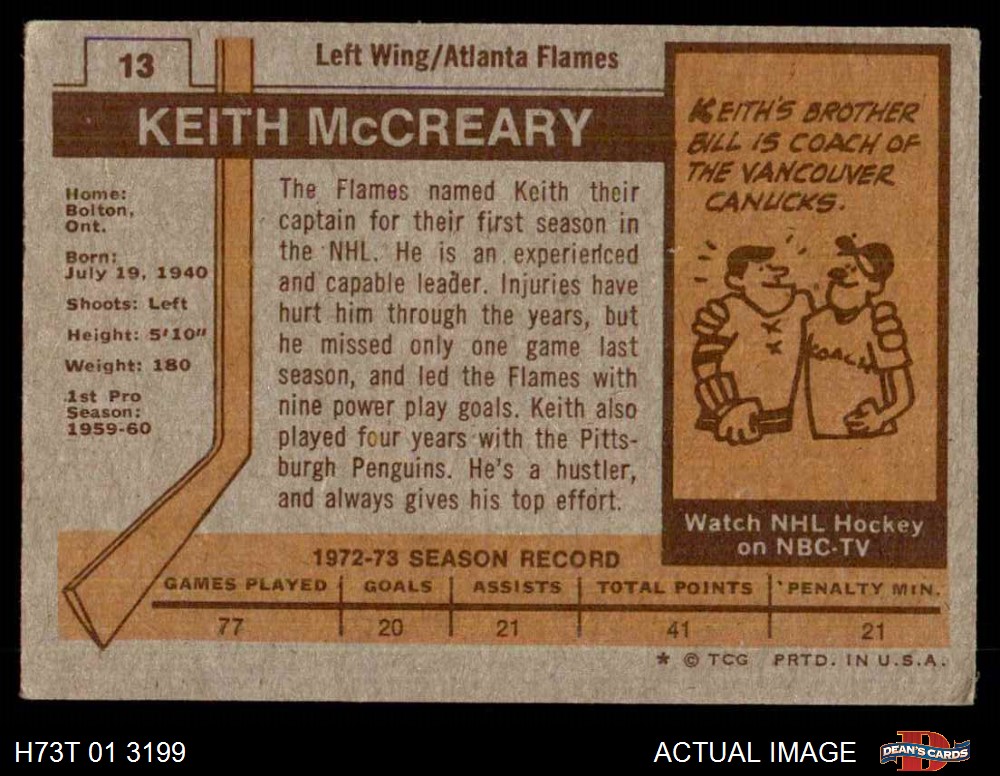 13
Left Wing/Atlanta Flames
KEITH McCREARY
Home:
Bolton,
Ont.
Born:
July 19, 1940
Shoots: Left
Height: 5'10"
Weight: 180
1st Pro
Season:
1959-60
The Flames named Keith their
captain for their first season in
the NHL. He is an experienced
and capable leader. Injuries have
hurt him through the years, but
he missed only one game last
season, and led the Flames with
nine power play goals. Keith also
played four years with the Pitts-
burgh Penguins. He's a hustler,
and always gives his top effort.
KEITH'S BROTHER
BILL IS COACH OF
THE VANCOUVER
CANUCKS.
COACH
Watch NHL Hockey
on NBC-TV
1972-73 SEASON RECORD
GAMES PLAYED GOALS ASSISTS TOTAL POINTS PENALTY MIN.
77 20 21 41 21
* © TCG PRTD. IN U.S.A.
H73T 01 3199
ACTUAL IMAGE
D
DEAN'S CARDS